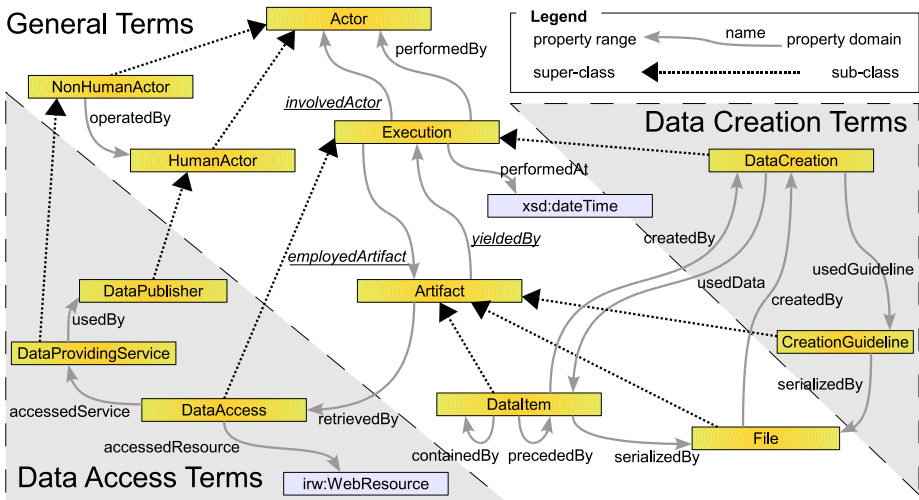 General Terms
Actor
Legend
property range
name
property domain
super-class
sub-class
performedBy
NonHumanActor
involvedActor
operatedBy
Execution
Data Creation Terms
HumanActor
DataCreation
performedAt
xsd:dateTime
createdBy
yieldedBy
employedArtifact
usedGuideline
DataPublisher
Artifact
usedData
createdBy
usedBy
DataProvidingService
CreationGuideline
serializedBy
accessedService
DataAccess
retrievedBy
DataItem
File
accessedResource
containedBy
precededBy
serializedBy
Data Access Terms
irw:WebResource